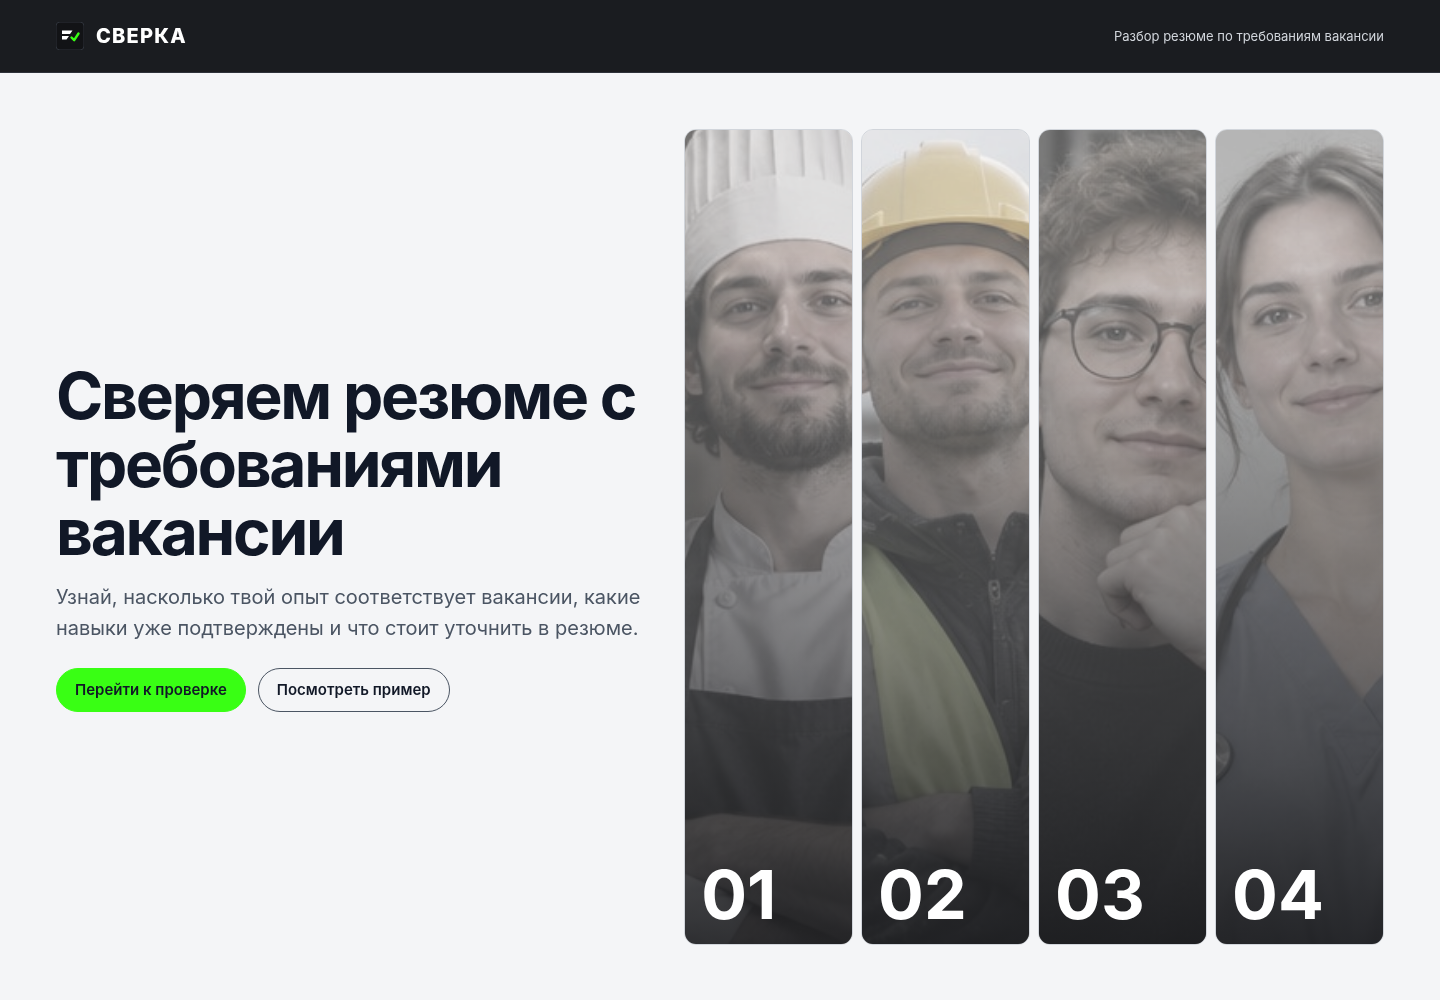 СВЕРКА
Разбор резюме по требованиям вакансии
Сверяем резюме с
требованиями
вакансии
Узнай, насколько твой опыт соответствует вакансии, какие
навыки уже подтверждены и что стоит уточнить в резюме.
Перейти к проверке
Посмотреть пример
01
02
03
04